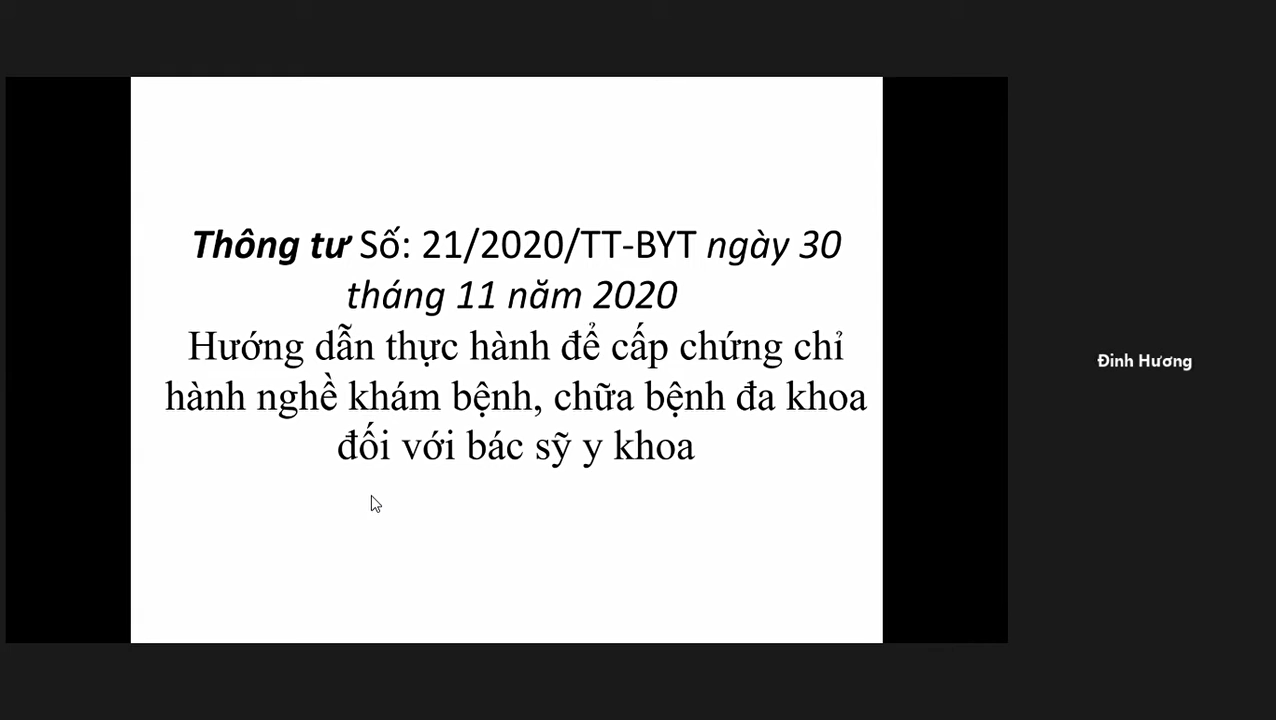 Thông tư Số: 21/2020/TT-BYT ngày 30
tháng 11 năm 2020
Hướng dẫn thực hành để cấp chứng chỉ
hành nghề khám bệnh, chữa bệnh đa khoa
đối với bác sỹ y khoa
Đinh Hương